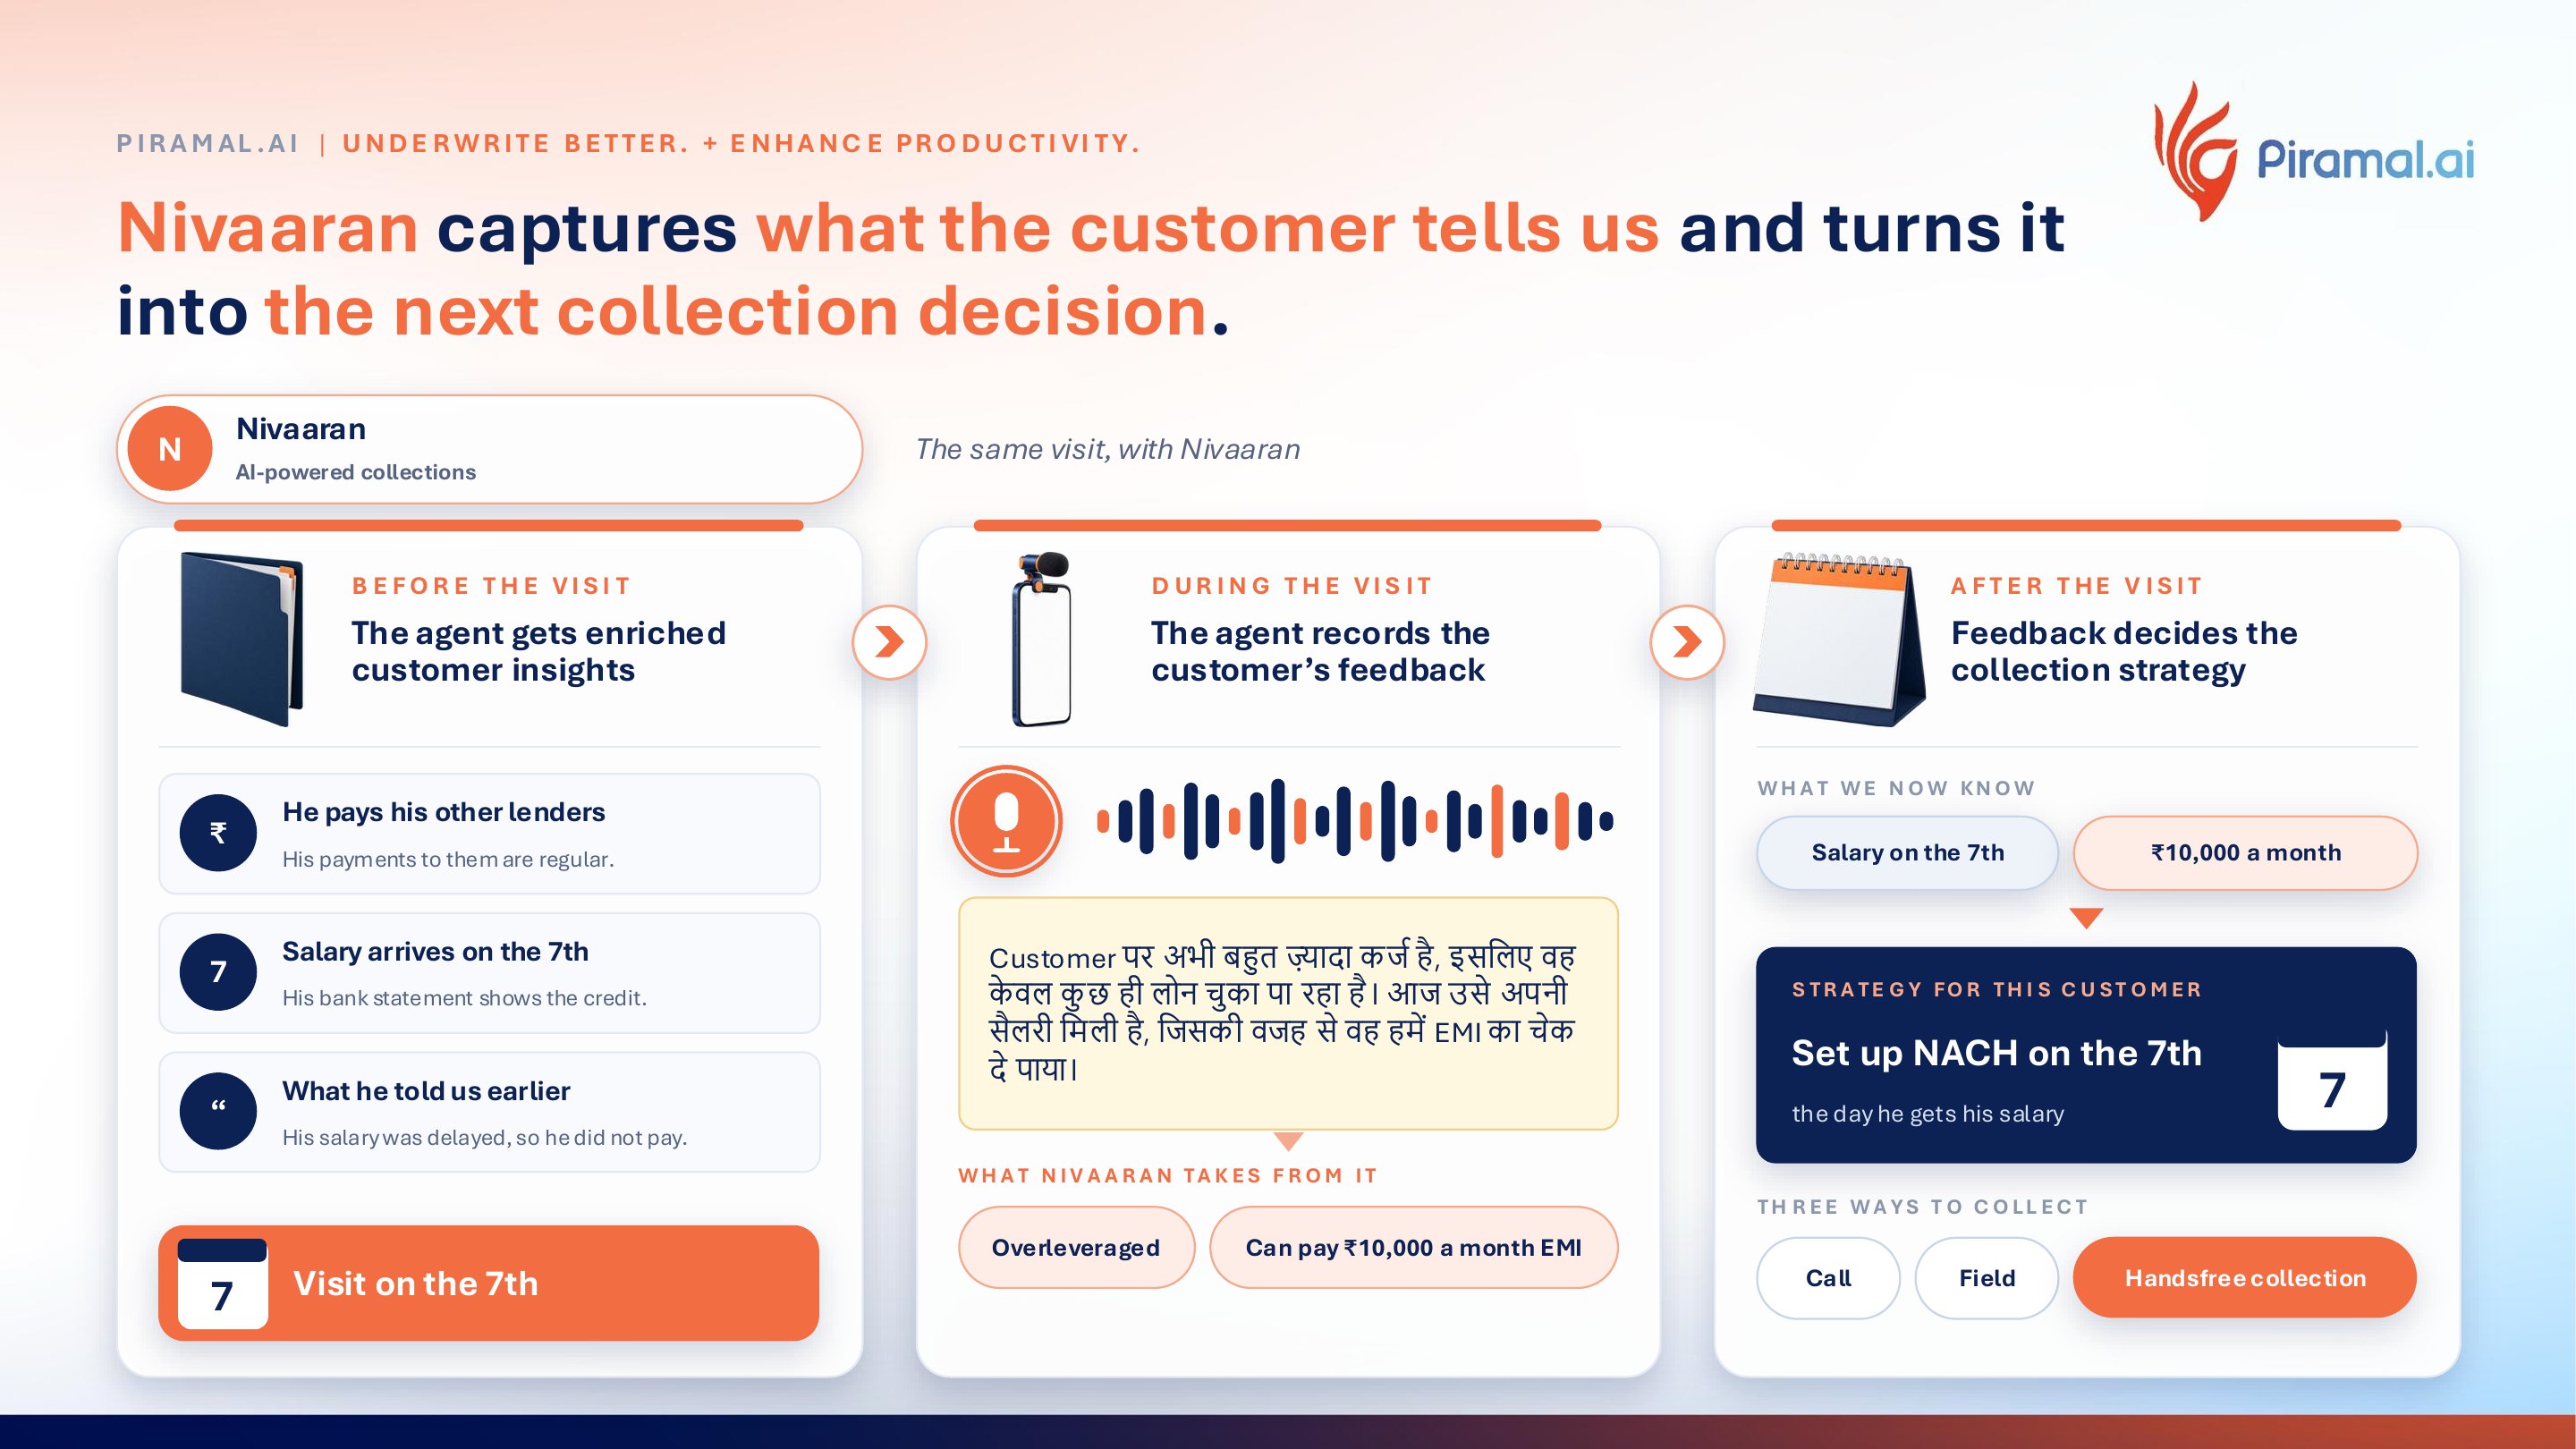 PIRAMAL.AI | UNDERWRITE BETTER. + ENHANCE PRODUCTIVITY.
Piramal.ai
Nivaaran captures what the customer tells us and turns it
into the next collection decision.
N
Nivaaran
AI-powered collections
The same visit, with Nivaaran
BEFORE THE VISIT
The agent gets enriched
customer insights
₹
He pays his other lenders
His payments to them are regular.
7
Salary arrives on the 7th
His bank statement shows the credit.
“
What he told us earlier
His salary was delayed, so he did not pay.
7
Visit on the 7th
DURING THE VISIT
The agent records the
customer’s feedback
Customer पर अभी बहुत ज़्यादा कर्ज है, इसलिए वह
केवल कुछ ही लोन चुका पा रहा है। आज उसे अपनी
सैलरी मिली है, जिसकी वजह से वह हमें EMI का चेक
दे पाया।
WHAT NIVAARAN TAKES FROM IT
Overleveraged
Can pay ₹10,000 a month EMI
AFTER THE VISIT
Feedback decides the
collection strategy
WHAT WE NOW KNOW
Salary on the 7th
₹10,000 a month
STRATEGY FOR THIS CUSTOMER
Set up NACH on the 7th
the day he gets his salary
7
THREE WAYS TO COLLECT
Call
Field
Handsfree collection